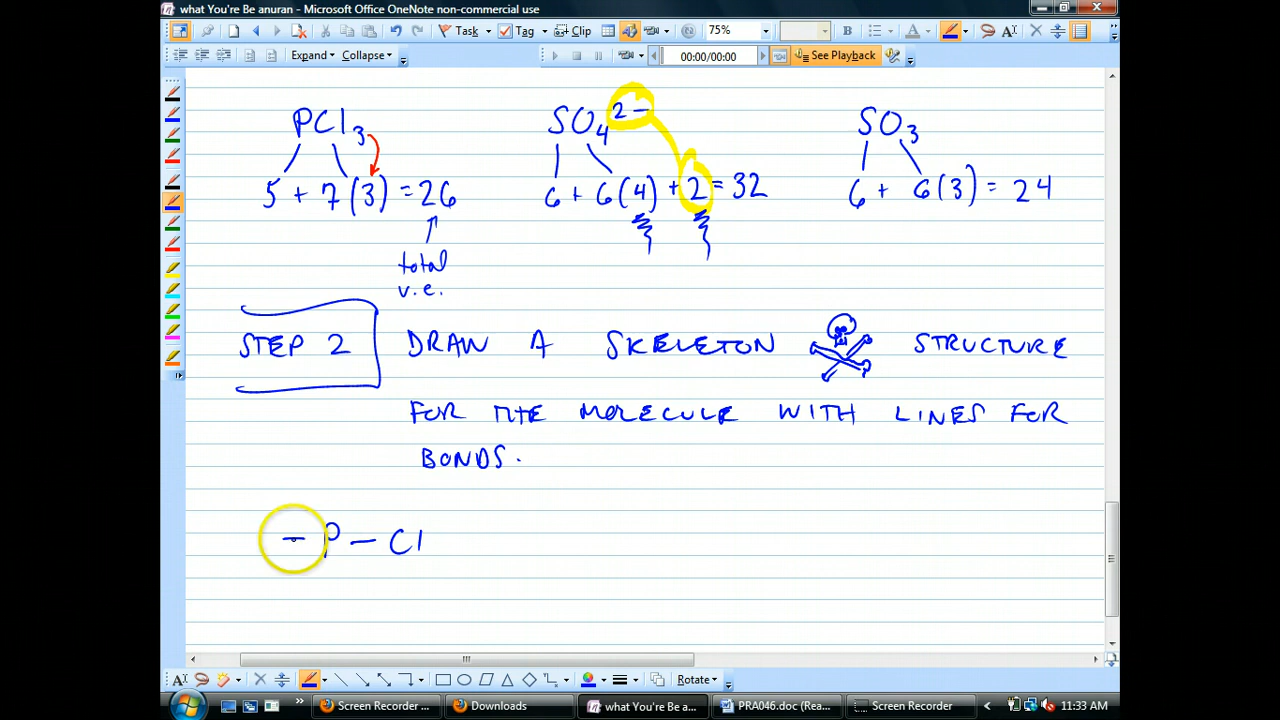 what You're Be anuran - Microsoft Office OneNote non-commercial use
Task Tag Clip 75% B A
Expand Collapse 00:00/00:00 See Playback
PCl3 SO4 2- SO3
5 + 7 (3) = 26 6 + 6 (4) + 2 = 32 6 + 6 (3) = 24
total
v.e.
STEP 2 DRAW A SKELETON STRUCTURE
FOR THE MOLECULE WITH LINES FOR
BONDS.
- P - Cl
Rotate
Screen Recorder ... Downloads what You're Be a... PRA046.doc (Rea... Screen Recorder 11:33 AM